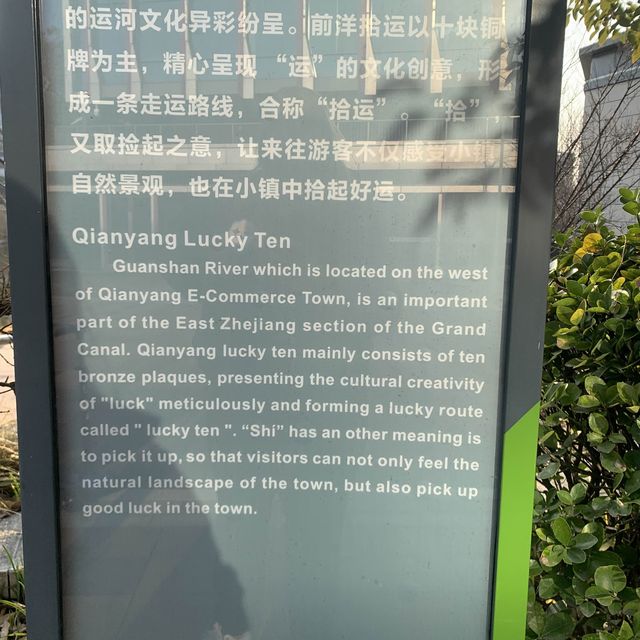 的运河文化异彩纷呈。前洋拾运以十块铜
牌为主，精心呈现“运”的文化创意，形
成一条走运路线，合称“拾运”。“拾”，
又取捡起之意，让来往游客不仅感受小镇
自然景观，也在小镇中拾起好运。
Qianyang Lucky Ten
Guanshan River which is located on the west
of Qianyang E-Commerce Town, is an important
part of the East Zhejiang section of the Grand
Canal. Qianyang lucky ten mainly consists of ten
bronze plaques, presenting the cultural creativity
of "luck" meticulously and forming a lucky route
called " lucky ten ". “Shí” has an other meaning is
to pick it up, so that visitors can not only feel the
natural landscape of the town, but also pick up
good luck in the town.